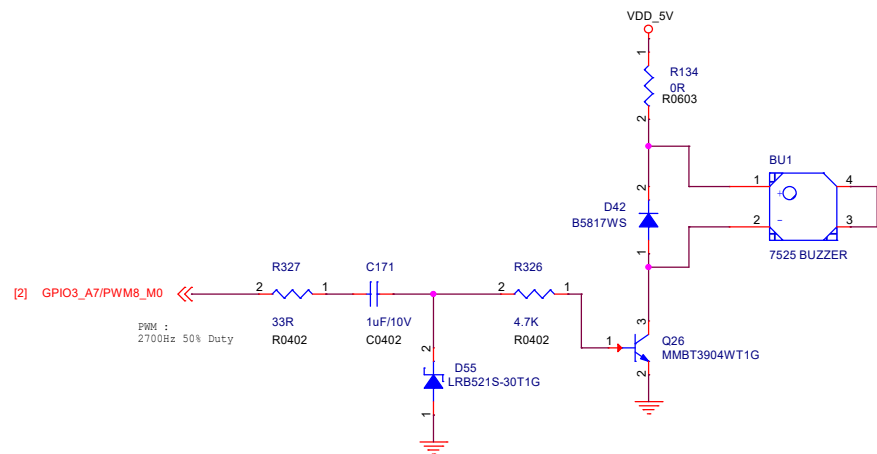 VDD_5V
1
R134
0R
R0603
2
BU1
1
+
4
2
D42
B5817WS
2
-
3
1
7525 BUZZER
R327
C171
R326
[2] GPIO3_A7/PWM8_M0
2
1
2
1
3
33R
1uF/10V
4.7K
Q26
PWM :
R0402
C0402
R0402
1
MMBT3904WT1G
2700Hz 50% Duty
2
D55
2
LRB521S-30T1G
1